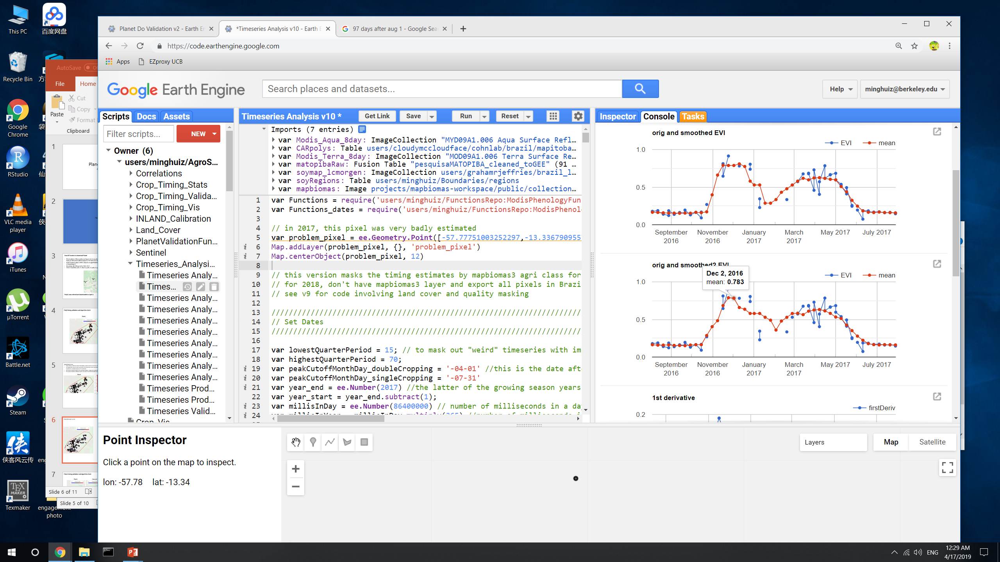 This PC
百度网盘
Recycle Bin
Google
Chrome
RStudio
VLC media
player
iTunes
µTorrent
Battle.net
Steam
侠客风云传
Texmaker
engagement
photo
AutoSave
File
Home
Cut
Copy
Paste
Format
Clipboard
1
2
3
4
5
6
7
Slide 6 of 11
Slide 5 of 10
Planet Do Validation v2 - Earth En
*Timeseries Analysis v10 - Earth E
97 days after aug 1 - Google Sea
https://code.earthengine.google.com
Apps
EZproxy UCB
Google Earth Engine
Search places and datasets...
Help
minghuiz@berkeley.edu
Scripts
Docs
Assets
Filter scripts...
NEW
Owner (6)
users/minghuiz/AgroS...
Correlations
Crop_Timing_Stats
Crop_Timing_Valida...
Crop_Timing_Vis
INLAND_Calibration
Land_Cover
PlanetValidationFun...
Sentinel
Timeseries_Analysi...
Timeseries Analy...
Times...
Timeseries Analy...
Timeseries Analy...
Timeseries Analy...
Timeseries Analy...
Timeseries Analy...
Timeseries Analy...
Timeseries Analy...
Timeseries Analy...
Timeseries Prod...
Timeseries Prod...
Timeseries Valid...
Crop_Vis
Timeseries Analysis v10 *
Get Link
Save
Run
Reset
Imports (7 entries)
var Modis_Aqua_8day: ImageCollection "MYD09A1.006 Aqua Surface Refl...
var CARpolys: Table users/cloudymccloudface/cohnlab/brazil/mapitoba...
var Modis_Terra_8day: ImageCollection "MOD09A1.006 Terra Surface Re...
var matopibaRaw: Fusion Table "pesquisaMATOPIBA_cleaned_toGEE" (91 ...
var soymap_lcmorgen: ImageCollection users/grahamrjeffries/brazil_l...
var soyRegions: Table users/minghuiz/Boundaries/regions
var mapbiomas: Image projects/mapbiomas-workspace/public/collection...
1 var Functions = require('users/minghuiz/FunctionsRepo:ModisPhenologyFun
2 var Functions_dates = require('users/minghuiz/FunctionsRepo:ModisPhenol
3
4 // in 2017, this pixel was very badly estimated
5 var problem_pixel = ee.Geometry.Point([-57.77751003252297,-13.336790955
6 Map.addLayer(problem_pixel, {}, 'problem_pixel')
7 Map.centerObject(problem_pixel, 12)
8
9 // this version masks the timing estimates by mapbiomas3 agri class for
10 // for 2018, don't have mapbiomas3 layer and export all pixels in Brazi
11 // see v9 for code involving land cover and quality masking
12
13 ///////////////////////////////////////////////////////////////////////
14 // Set Dates
15 ///////////////////////////////////////////////////////////////////////
16
17 var lowestQuarterPeriod = 15; // to mask out "weird" timeseries with im
18 var highestQuarterPeriod = 70;
19 var peakCutoffMonthDay_doubleCropping = '-04-01' //this is the date aft
20 var peakCutoffMonthDay_singleCropping = '-07-31'
21 var year_end = ee.Number(2017) //the latter of the growing season years
22 var year_start = year_end.subtract(1);
23 var millisInDay = ee.Number(86400000) // number of milliseconds in a da
24
Inspector
Console
Tasks
orig and smoothed EVI
EVI
mean
1.0
0.5
0.0
September
2016
November
2016
January
2017
March
2017
May 2017
July 2017
orig and smoothed2 EVI
Dec 2, 2016
mean: 0.783
EVI
mean
1.0
0.5
0.0
September
2016
November
2016
January
2017
March
2017
May 2017
July 2017
1st derivative
firstDeriv
0.2
Point Inspector
Click a point on the map to inspect.
lon: -57.78 lat: -13.34
Layers
Map
Satellite
ENG
12:29 AM
4/17/2019